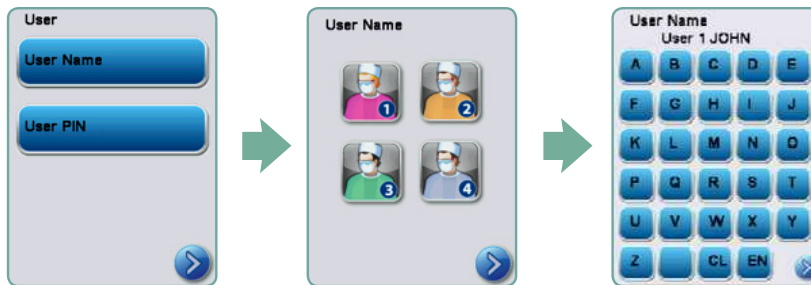 User
User Name
User PIN
User Name
1
2
3
4
User Name
User 1 JOHN
A B C D E
F G H I J
K L M N O
P Q R S T
U V W X Y
Z CL EN